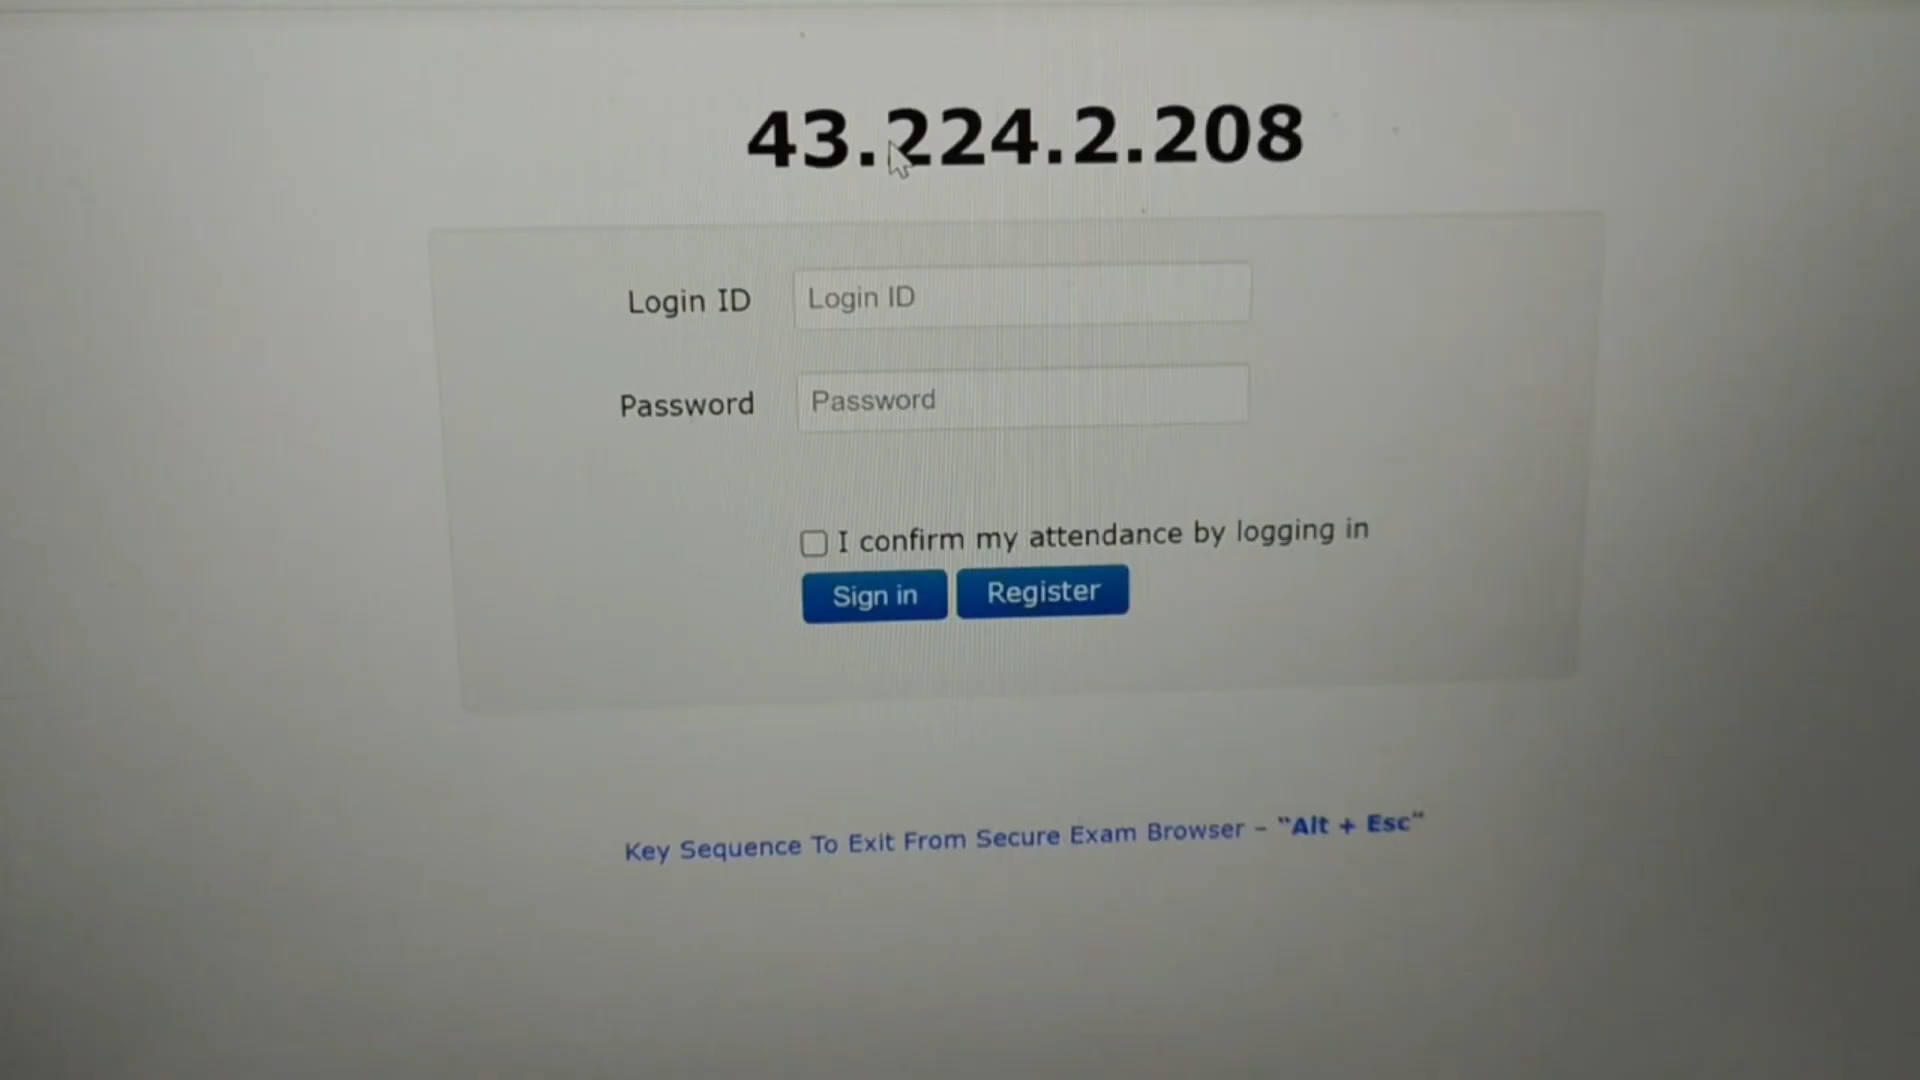 43.224.2.208
Login ID Login ID
Password Password
I confirm my attendance by logging in
Sign in Register
Key Sequence To Exit From Secure Exam Browser – "Alt + Esc"